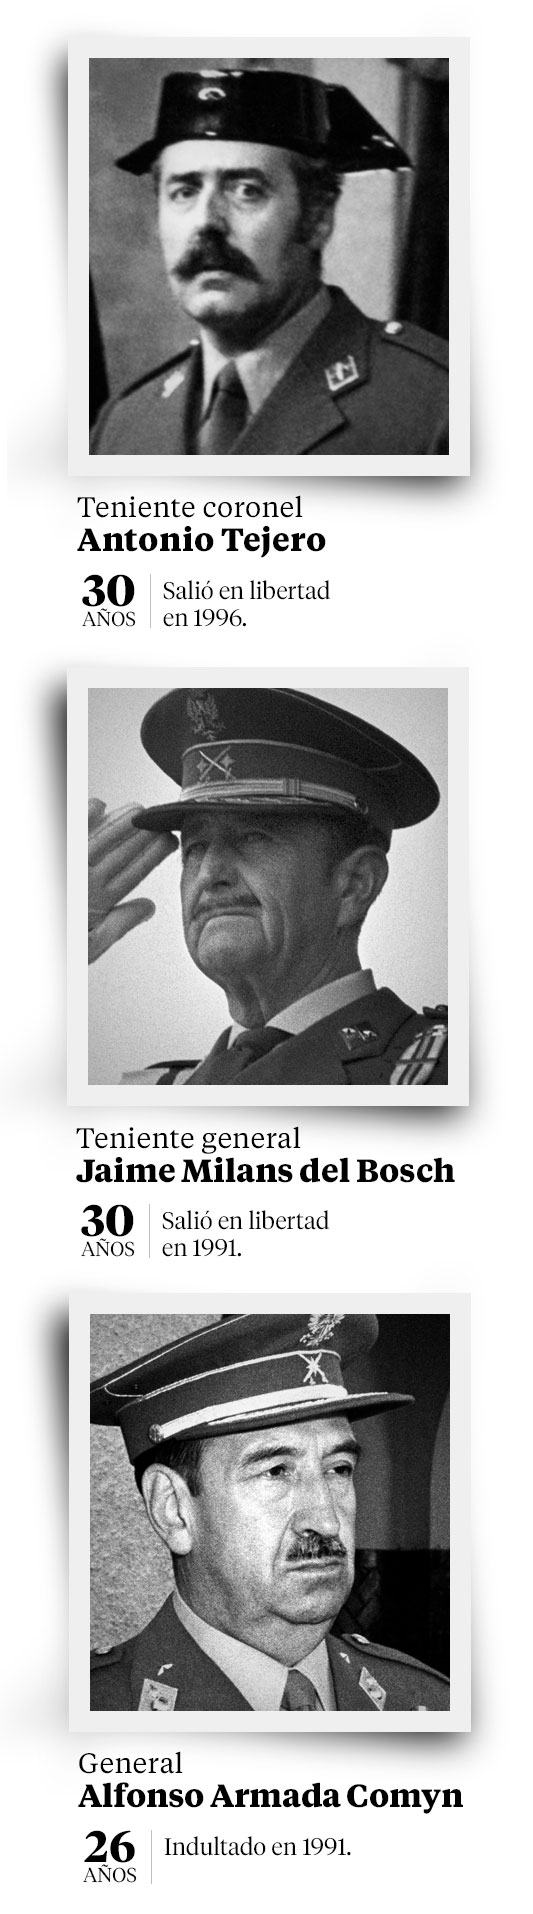 Teniente coronel
Antonio Tejero
30
AÑOS
Salió en libertad
en 1996.
Teniente general
Jaime Milans del Bosch
30
AÑOS
Salió en libertad
en 1991.
General
Alfonso Armada Comyn
26
AÑOS
Indultado en 1991.